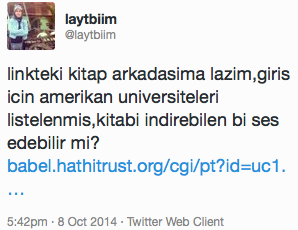 laytbiim
@laytbiim
linkteki kitap arkadasima lazim,giris
icin amerikan universiteleri
listelenmis,kitabi indirebilen bi ses
edebilir mi?
babel.hathitrust.org/cgi/pt?id=uc1.
…
5:42pm · 8 Oct 2014 · Twitter Web Client